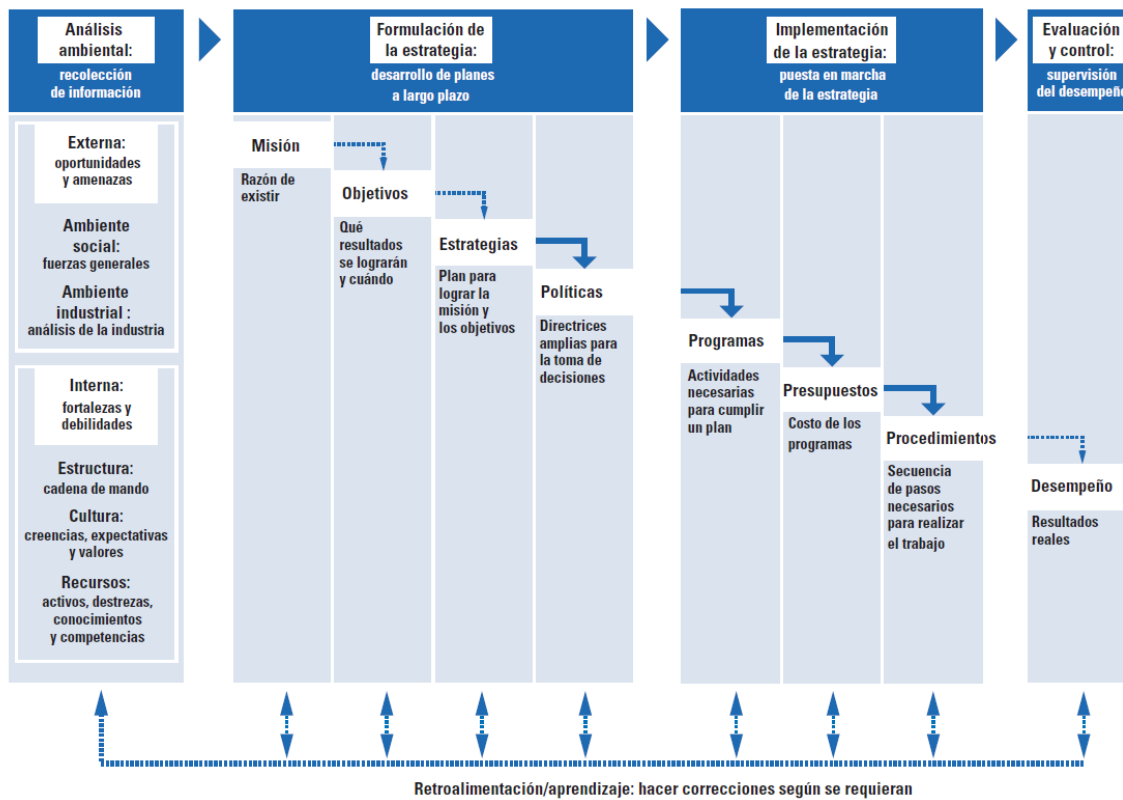 Análisis
ambiental:
recolección
de información
Formulación de
la estrategia:
desarrollo de planes
a largo plazo
Implementación
de la estrategia:
puesta en marcha
de la estrategia
Evaluación
y control:
supervisión
del desempeño
Externa:
oportunidades
y amenazas
Ambiente
social:
fuerzas generales
Ambiente
industrial :
análisis de la industria
Interna:
fortalezas y
debilidades
Estructura:
cadena de mando
Cultura:
creencias, expectativas
y valores
Recursos:
activos, destrezas,
conocimientos
y competencias
Misión
Razón de
existir
Objetivos
Qué
resultados
se lograrán
y cuándo
Estrategias
Plan para
lograr la
misión y
los objetivos
Políticas
Directrices
amplias para
la toma de
decisiones
Programas
Actividades
necesarias
para cumplir
un plan
Presupuestos
Costo de los
programas
Procedimientos
Secuencia
de pasos
necesarios
para realizar
el trabajo
Desempeño
Resultados
reales
Retroalimentación/aprendizaje: hacer correcciones según se requieran